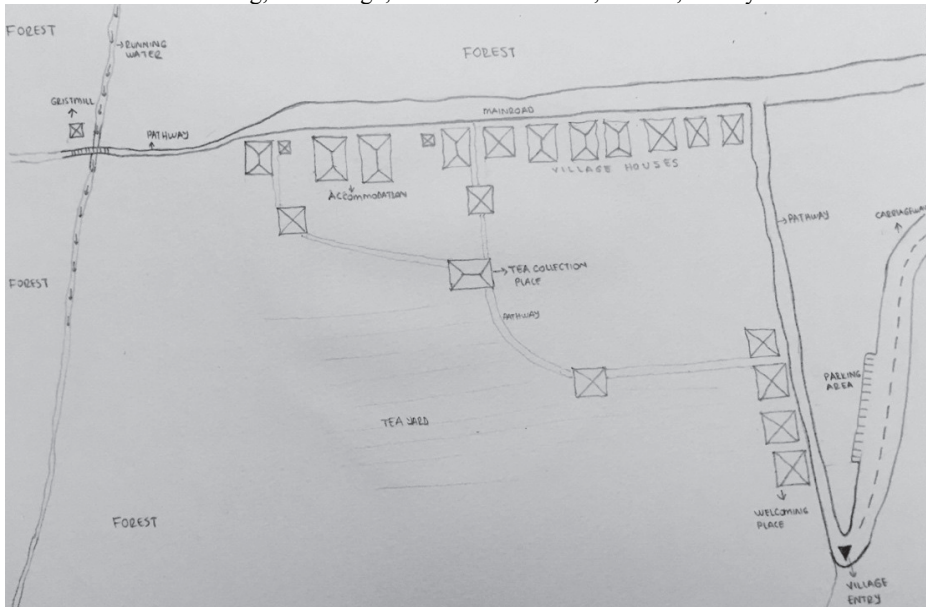 FOREST
RUNNING
WATER
FOREST
GRISTMILL
PATHWAY
MAINROAD
ACCOMMODATION
VILLAGE HOUSES
PATHWAY
CARRIAGEWAY
FOREST
TEA COLLECTION
PLACE
PATHWAY
PARKING
AREA
TEA YARD
WELCOMING
PLACE
FOREST
VILLAGE
ENTRY